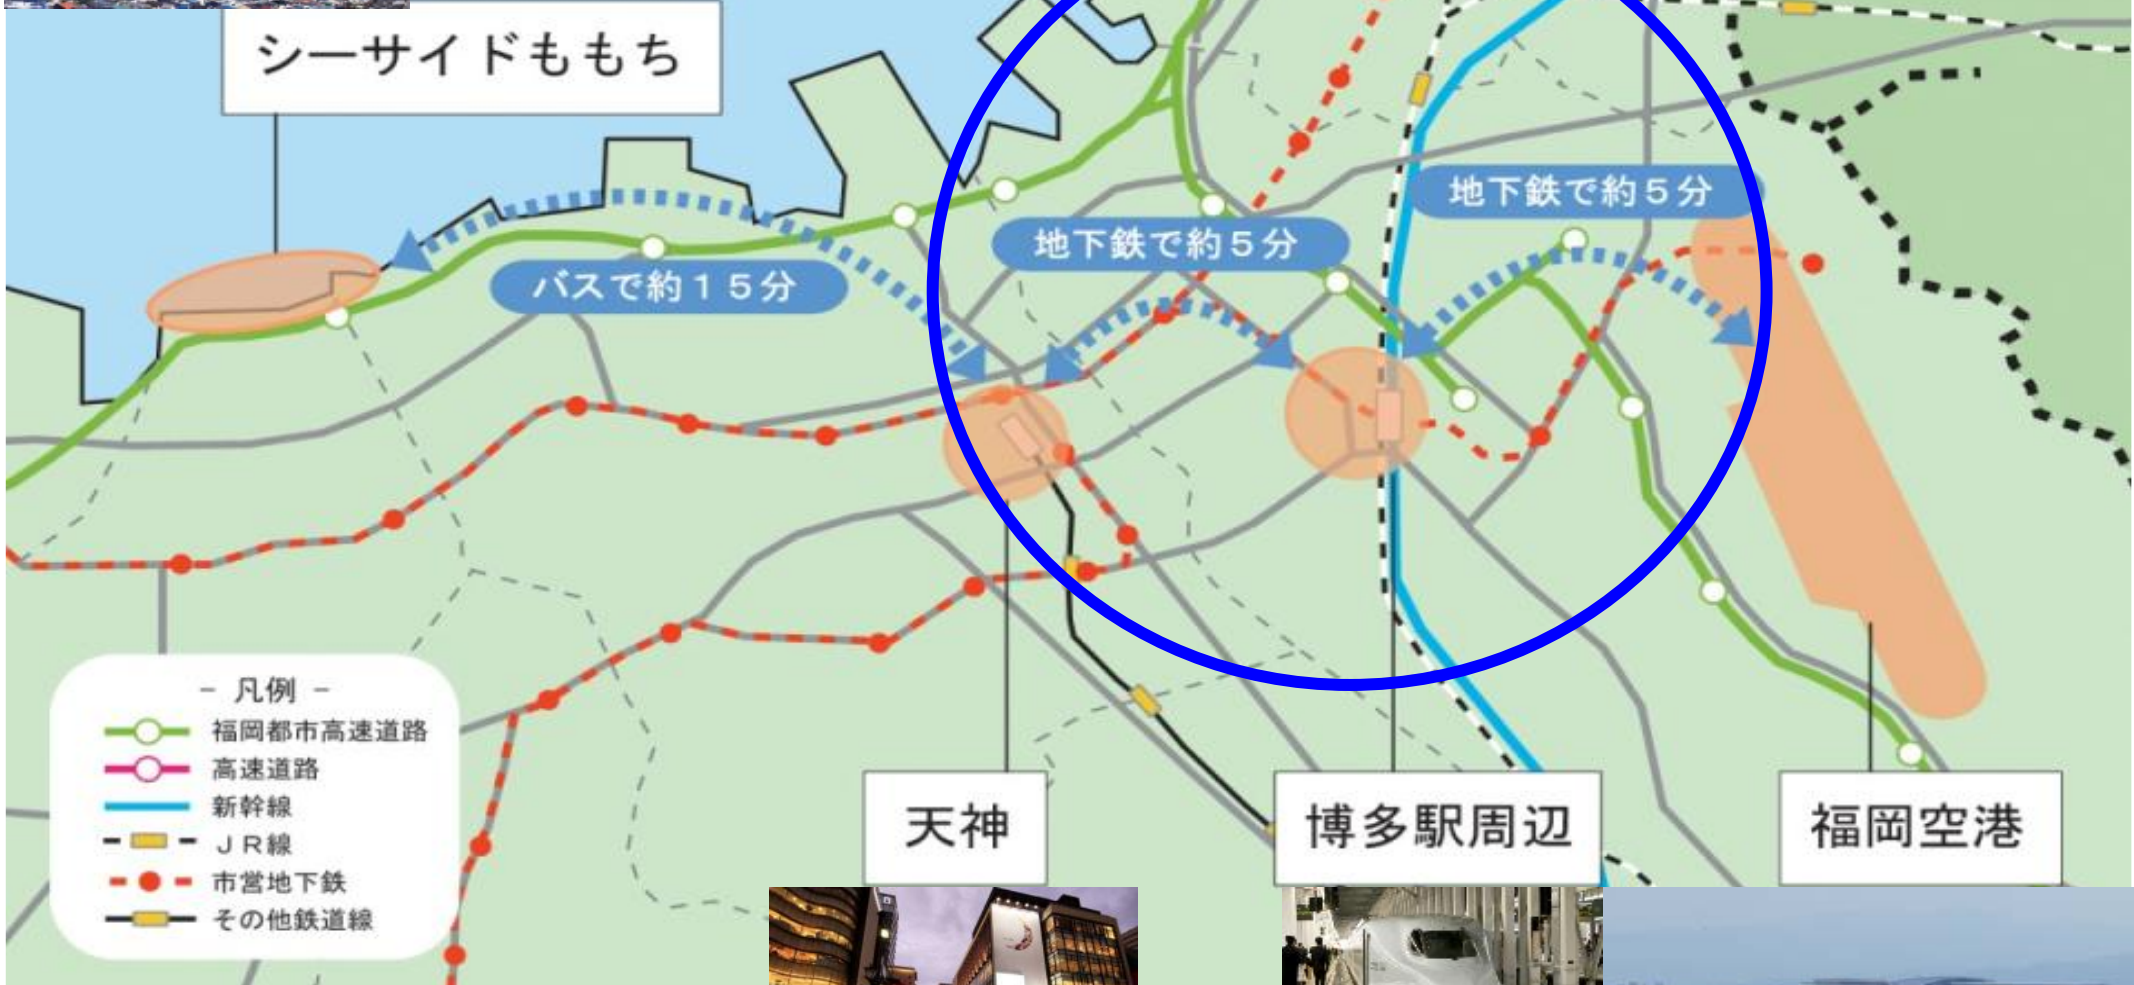 シーサイドももち
地下鉄で約５分
地下鉄で約５分
バスで約１５分
天神
博多駅周辺
福岡空港
− 凡例 −
福岡都市高速道路
高速道路
新幹線
ＪＲ線
市営地下鉄
その他鉄道線